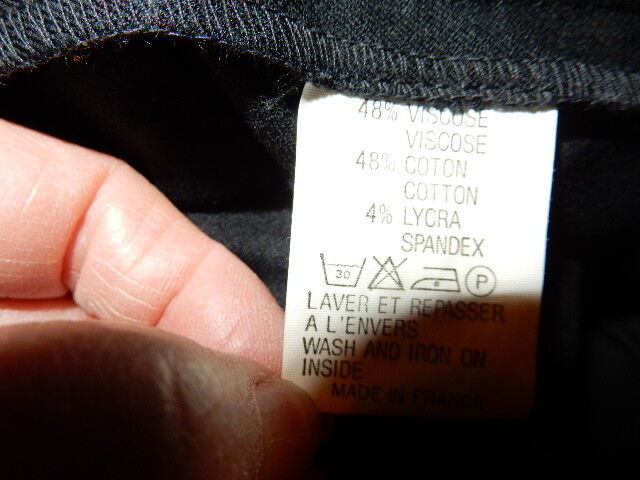 48% VISCOSE
VISCOSE
48% COTON
COTTON
4% LYCRA
SPANDEX
30 P
LAVER ET REPASSER
A L'ENVERS
WASH AND IRON ON
INSIDE
MADE IN FRANCE